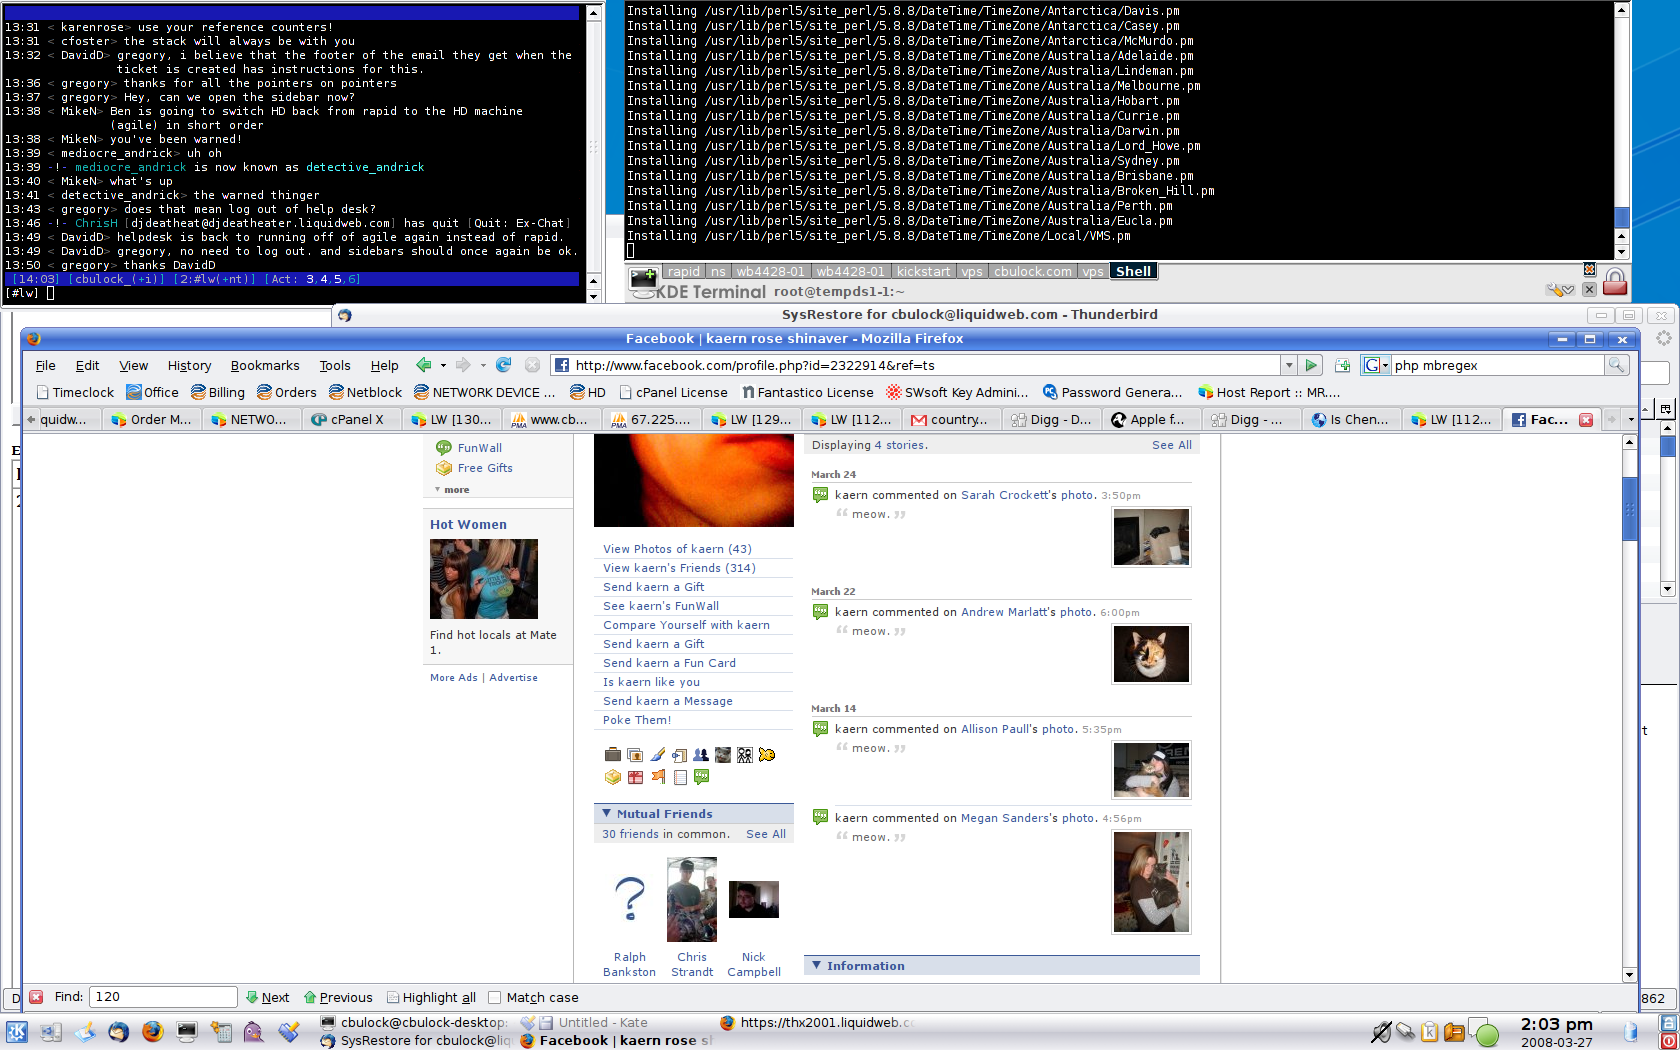 13:31 < karenrose> use your reference counters!
13:31 < cfoster> the stack will always be with you
13:32 < DavidD> gregory, i believe that the footer of the email they get when the
ticket is created has instructions for this.
13:36 < gregory> thanks for all the pointers on pointers
13:37 < gregory> Hey, can we open the sidebar now?
13:38 < MikeN> Ben is going to switch HD back from rapid to the HD machine
(agile) in short order
13:38 < MikeN> you've been warned!
13:39 < mediocre_andrick> uh oh
13:39 -!- mediocre_andrick is now known as detective_andrick
13:40 < MikeN> what's up
13:41 < detective_andrick> the warned thinger
13:43 < gregory> does that mean log out of help desk?
13:46 -!- ChrisH [djdeatheat@djdeatheater.liquidweb.com] has quit [Quit: Ex-Chat]
13:49 < DavidD> helpdesk is back to running off of agile again instead of rapid.
13:49 < DavidD> gregory, no need to log out. and sidebars should once again be ok.
13:50 < gregory> thanks DavidD
[14:03] [cbulock_(+i)] [2:#lw(+nt)] [Act: 3,4,5,6]
[#lw]
Installing /usr/lib/perl5/site_perl/5.8.8/DateTime/TimeZone/Antarctica/Davis.pm
Installing /usr/lib/perl5/site_perl/5.8.8/DateTime/TimeZone/Antarctica/Casey.pm
Installing /usr/lib/perl5/site_perl/5.8.8/DateTime/TimeZone/Antarctica/McMurdo.pm
Installing /usr/lib/perl5/site_perl/5.8.8/DateTime/TimeZone/Australia/Adelaide.pm
Installing /usr/lib/perl5/site_perl/5.8.8/DateTime/TimeZone/Australia/Lindeman.pm
Installing /usr/lib/perl5/site_perl/5.8.8/DateTime/TimeZone/Australia/Melbourne.pm
Installing /usr/lib/perl5/site_perl/5.8.8/DateTime/TimeZone/Australia/Hobart.pm
Installing /usr/lib/perl5/site_perl/5.8.8/DateTime/TimeZone/Australia/Currie.pm
Installing /usr/lib/perl5/site_perl/5.8.8/DateTime/TimeZone/Australia/Darwin.pm
Installing /usr/lib/perl5/site_perl/5.8.8/DateTime/TimeZone/Australia/Lord_Howe.pm
Installing /usr/lib/perl5/site_perl/5.8.8/DateTime/TimeZone/Australia/Sydney.pm
Installing /usr/lib/perl5/site_perl/5.8.8/DateTime/TimeZone/Australia/Brisbane.pm
Installing /usr/lib/perl5/site_perl/5.8.8/DateTime/TimeZone/Australia/Broken_Hill.pm
Installing /usr/lib/perl5/site_perl/5.8.8/DateTime/TimeZone/Australia/Perth.pm
Installing /usr/lib/perl5/site_perl/5.8.8/DateTime/TimeZone/Australia/Eucla.pm
Installing /usr/lib/perl5/site_perl/5.8.8/DateTime/TimeZone/Local/VMS.pm
rapid ns wb4428-01 wb4428-01 kickstart vps cbulock.com vps Shell
KDE Terminal root@tempds1-1:~
SysRestore for cbulock@liquidweb.com - Thunderbird
Facebook | kaern rose shinaver - Mozilla Firefox
File Edit View History Bookmarks Tools Help http://www.facebook.com/profile.php?id=2322914&ref=ts G php mbregex
Timeclock Office Billing Orders Netblock NETWORK DEVICE ... HD cPanel License Fantastico License SWsoft Key Admini... Password Genera... Host Report :: MR....
quidw... Order M... NETWO... cPanel X LW [130... www.cb... 67.225.... LW [129... LW [112... country... Digg - D... Apple f... Digg - ... Is Chen... LW [112... Fac...
FunWall
Free Gifts
more
Hot Women
Find hot locals at Mate
1.
More Ads | Advertise
View Photos of kaern (43)
View kaern's Friends (314)
Send kaern a Gift
See kaern's FunWall
Compare Yourself with kaern
Send kaern a Gift
Send kaern a Fun Card
Is kaern like you
Send kaern a Message
Poke Them!
Mutual Friends
30 friends in common. See All
Ralph Bankston
Chris Strandt
Nick Campbell
Displaying 4 stories. See All
March 24
kaern commented on Sarah Crockett's photo. 3:50pm
“ meow. ”
March 22
kaern commented on Andrew Marlatt's photo. 6:00pm
“ meow. ”
March 14
kaern commented on Allison Paull's photo. 5:35pm
“ meow. ”
kaern commented on Megan Sanders's photo. 4:56pm
“ meow. ”
Information
Find: 120 Next Previous Highlight all Match case
862
cbulock@cbulock-desktop: Untitled - Kate https://thx2001.liquidweb.c
SysRestore for cbulock@li Facebook | kaern rose s
2:03 pm
2008-03-27